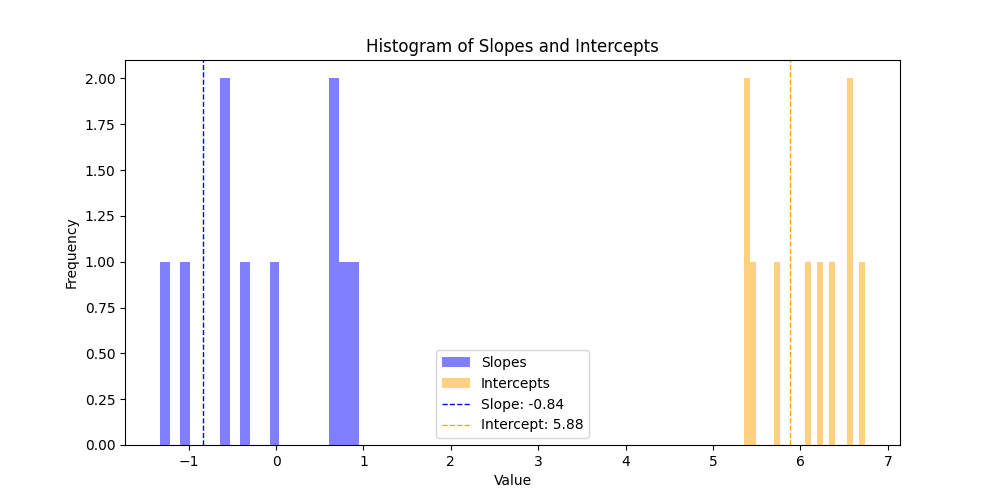 Histogram of Slopes and Intercepts
Frequency
2.00
1.75
1.50
1.25
1.00
0.75
0.50
0.25
0.00
−1
0
1
2
3
4
5
6
7
Value
Slopes
Intercepts
Slope: -0.84
Intercept: 5.88